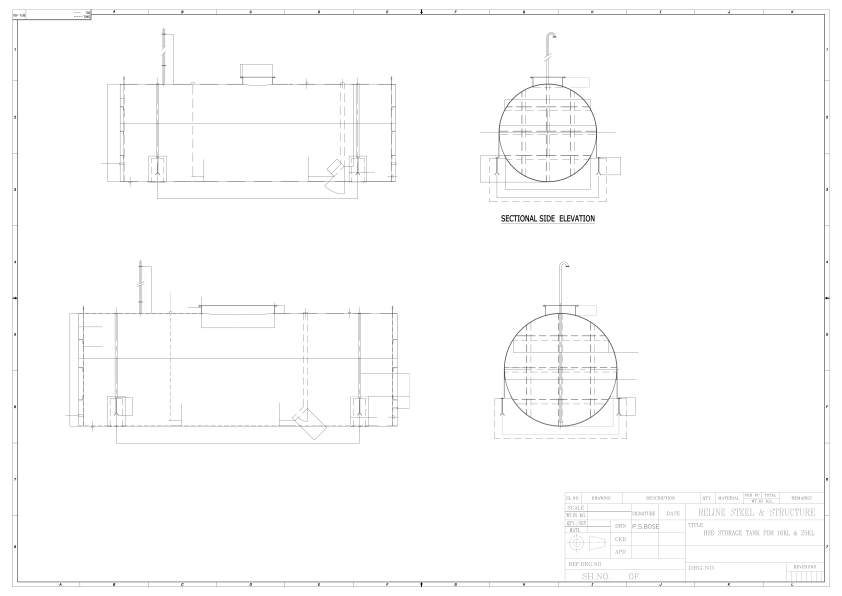 A B C D E F G H I J K
1
2
3
4
5
6
7
8
SECTIONAL SIDE ELEVATION
SL.NO DRAWING DESCRIPTION QTY. MATERIAL PER PC TOTAL REMARKS
WT.IN KG.
SCALE
WT.IN KG.
QTY./SET
MATL
SIGNATURE DATE
DRN P.S.BOSE
CKD
APD
RELINE STEEL & STRUCTURE
TITLE
HSD STORAGE TANK FOR 16KL & 25KL
REF DRG.NO
SH.NO. OF
DRG.NO
REVISIONS